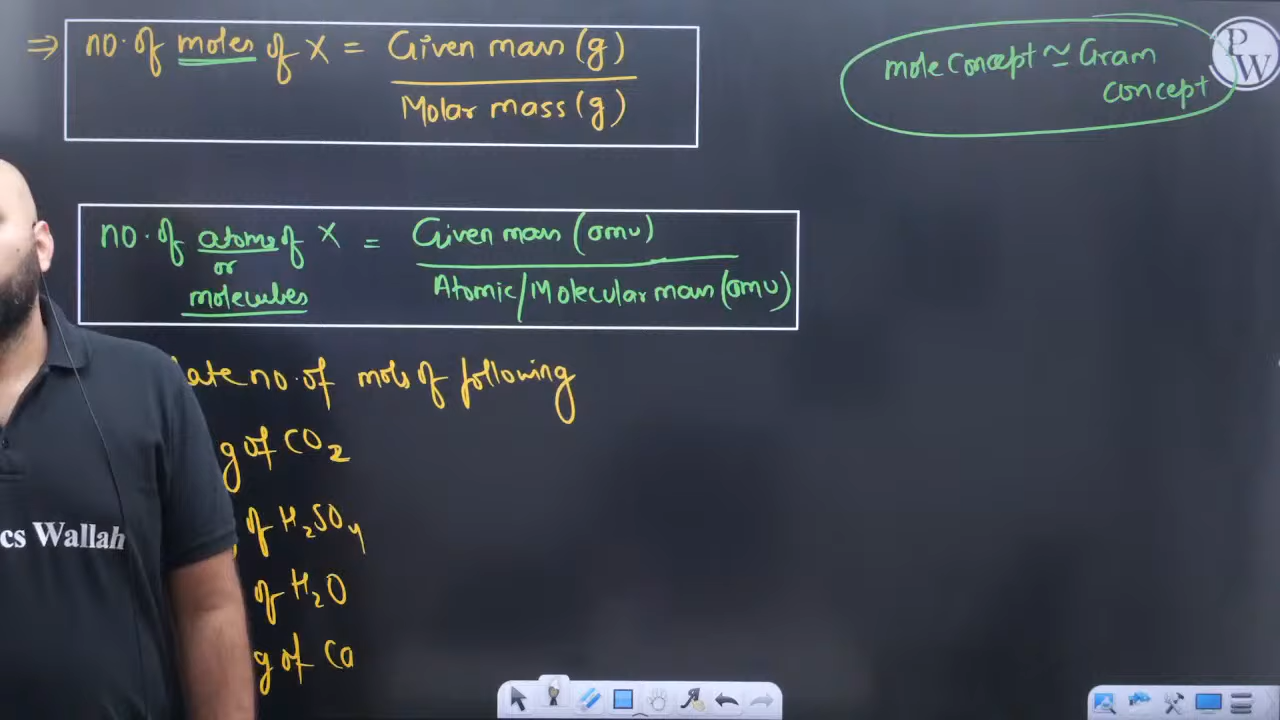 ⇒ no. of moles of X = Given mass (g)
Molar mass (g)
mole concept ≃ Gram
concept
PW
no. of atoms of X = Given mass (amu)
or
molecules
Atomic/Molecular mass (amu)
late no. of mols of following
g of CO2
of H2SO4
of H2O
g of Ca
cs Wallah